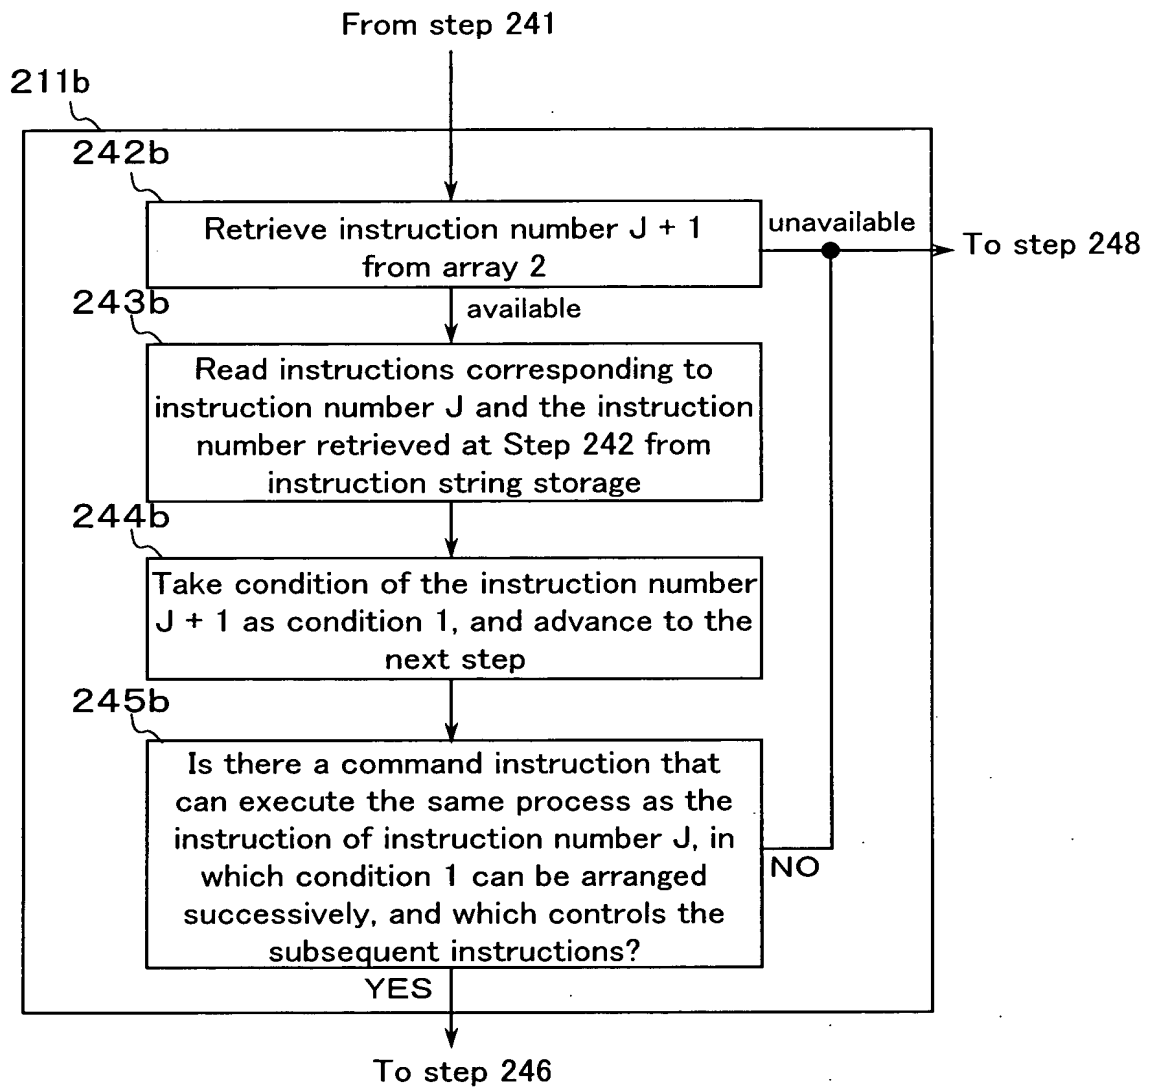 From step 241
211b
242b
Retrieve instruction number J + 1
from array 2
unavailable
To step 248
243b
available
Read instructions corresponding to
instruction number J and the instruction
number retrieved at Step 242 from
instruction string storage
244b
Take condition of the instruction number
J + 1 as condition 1, and advance to the
next step
245b
Is there a command instruction that
can execute the same process as the
instruction of instruction number J, in
which condition 1 can be arranged
successively, and which controls the
subsequent instructions?
NO
YES
To step 246